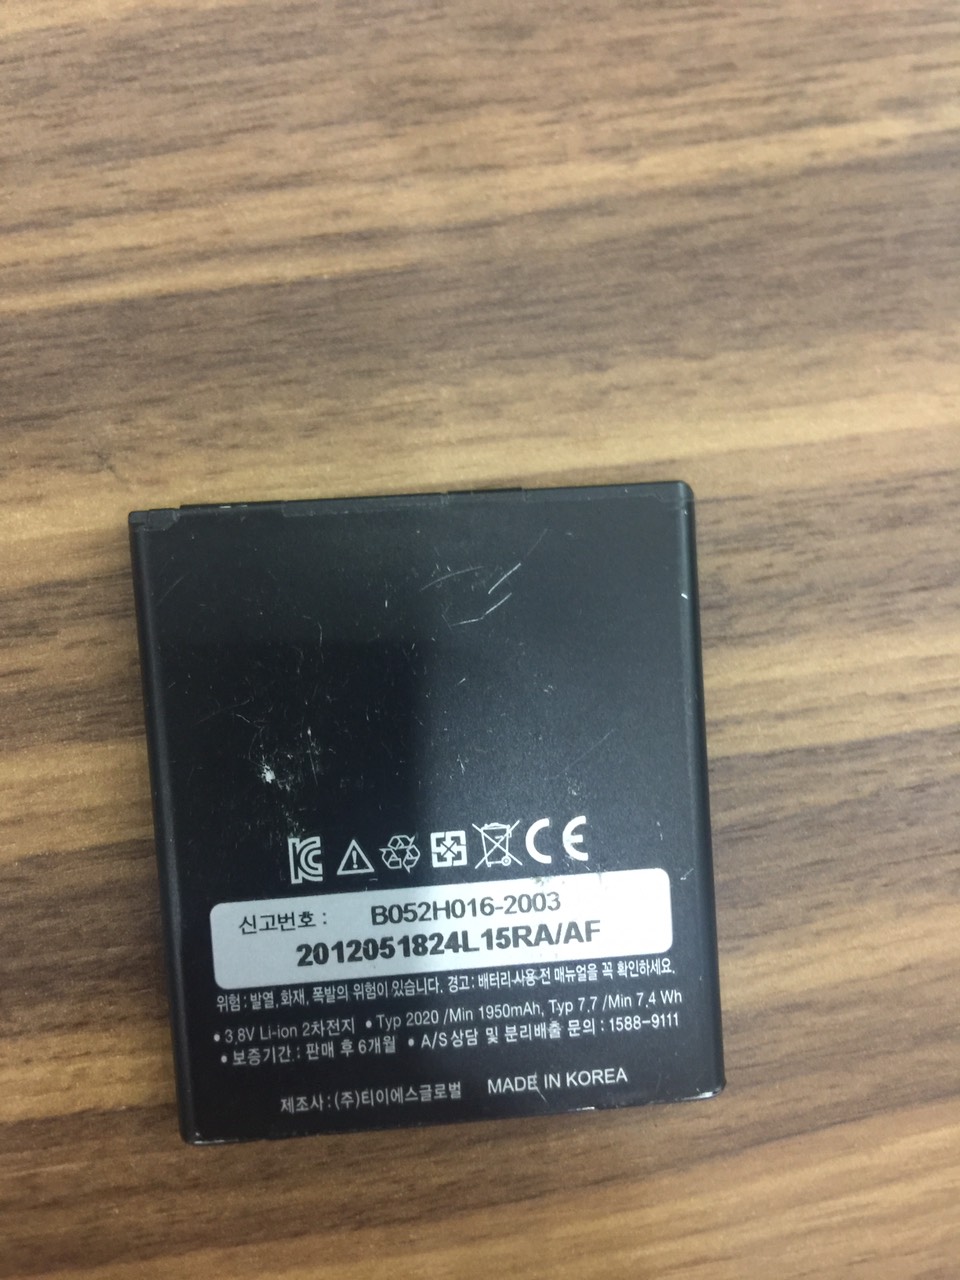 신고번호 : B052H016-2003
2012051824L15RA/AF
위험 : 발열, 화재, 폭발의 위험이 있습니다. 경고 : 배터리 사용 전 매뉴얼을 꼭 확인하세요.
• 3.8V Li-ion 2차전지 • Typ 2020 /Min 1950mAh, Typ 7.7 /Min 7.4 Wh
• 보증기간 : 판매 후 6개월 • A/S 상담 및 분리배출 문의 : 1588-9111
제조사 : (주)티이에스글로벌 MADE IN KOREA